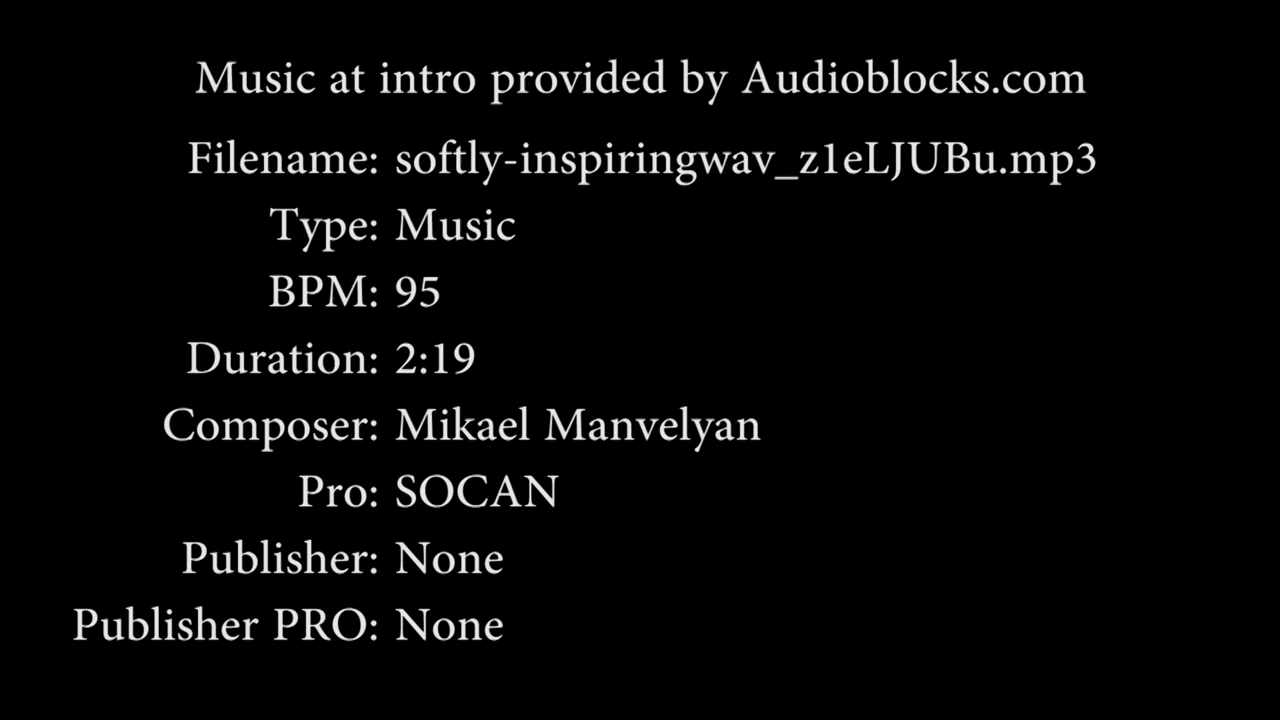 Music at intro provided by Audioblocks.com
Filename: softly-inspiringwav_z1eLJUBu.mp3
Type: Music
BPM: 95
Duration: 2:19
Composer: Mikael Manvelyan
Pro: SOCAN
Publisher: None
Publisher PRO: None